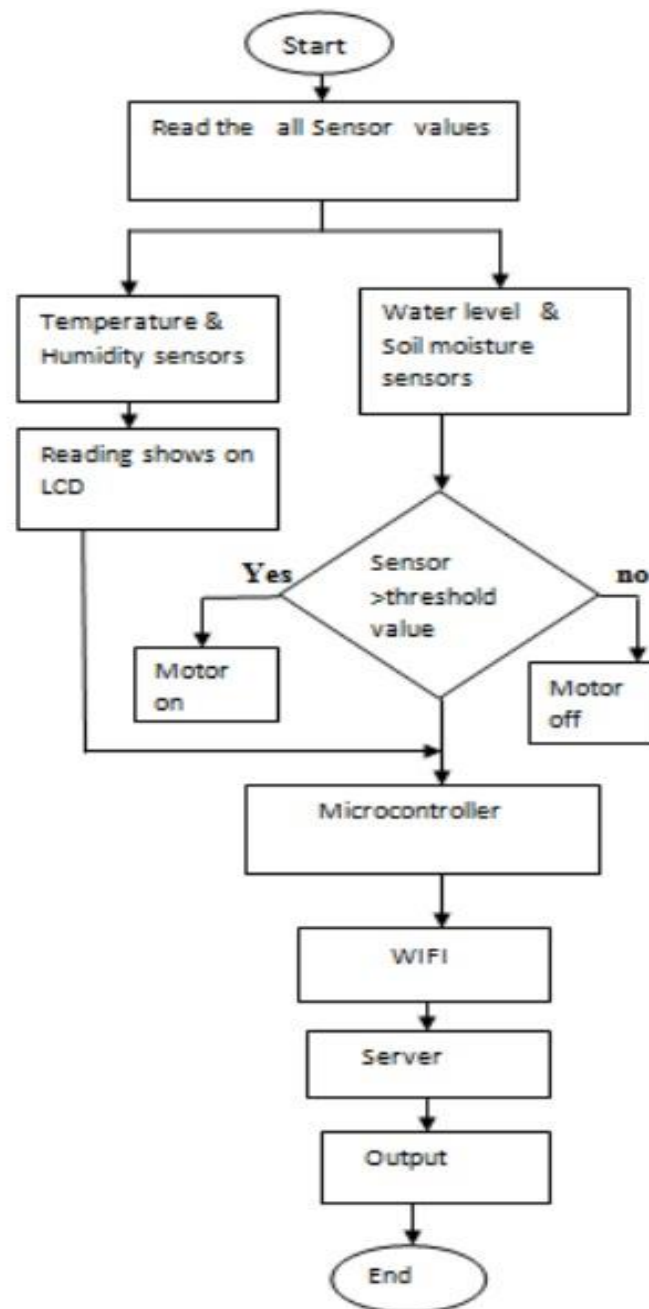 Start
Read the all Sensor values
Temperature &
Humidity sensors
Water level &
Soil moisture
sensors
Reading shows on
LCD
Yes
Sensor
>threshold
value
no
Motor
on
Motor
off
Microcontroller
WIFI
Server
Output
End